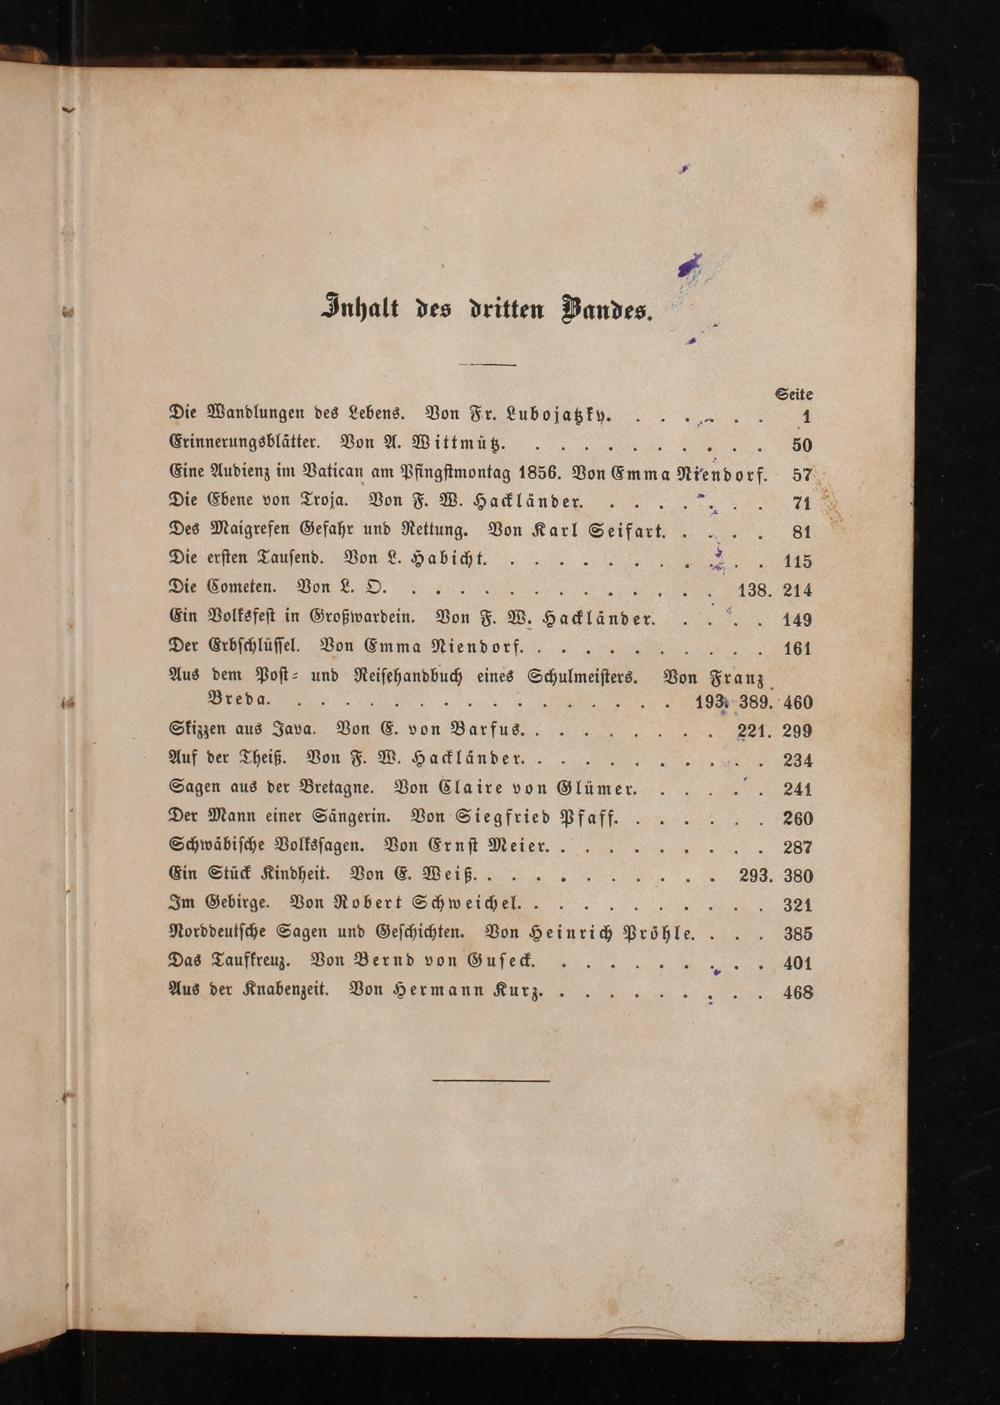 Inhalt des dritten Bandes.
Seite
Die Wandlungen des Lebens. Von Fr. Lubojatzky. . . . . . . 1
Erinnerungsblätter. Von A. Wittmütz. . . . . . . . . . . 50
Eine Audienz im Vatican am Pfingstmontag 1856. Von Emma Niendorf. 57
Die Ebene von Troja. Von F. W. Hackländer. . . . . . . . 71
Des Maigrefen Gefahr und Rettung. Von Karl Seifart. . . . . 81
Die ersten Tausend. Von L. Habicht. . . . . . . . . . . . 115
Die Cometen. Von L. O. . . . . . . . . . . . . . 138. 214
Ein Volksfest in Großwardein. Von F. W. Hackländer. . . . . 149
Der Erbschlüssel. Von Emma Niendorf. . . . . . . . . . . 161
Aus dem Post- und Reisehandbuch eines Schulmeisters. Von Franz
Breda. . . . . . . . . . . . . . . . 193. 389. 460
Skizzen aus Java. Von E. von Barfus. . . . . . . . . 221. 299
Auf der Theiß. Von F. W. Hackländer. . . . . . . . . . . 234
Sagen aus der Bretagne. Von Claire von Glümer. . . . . . 241
Der Mann einer Sängerin. Von Siegfried Pfaff. . . . . . . 260
Schwäbische Volkssagen. Von Ernst Meier. . . . . . . . . . 287
Ein Stück Kindheit. Von E. Weiß. . . . . . . . . . . 293. 380
Im Gebirge. Von Robert Schweichel. . . . . . . . . . . 321
Norddeutsche Sagen und Geschichten. Von Heinrich Pröhle. . . . 385
Das Taufkreuz. Von Bernd von Guseck. . . . . . . . . . 401
Aus der Knabenzeit. Von Hermann Kurz. . . . . . . . . . 468